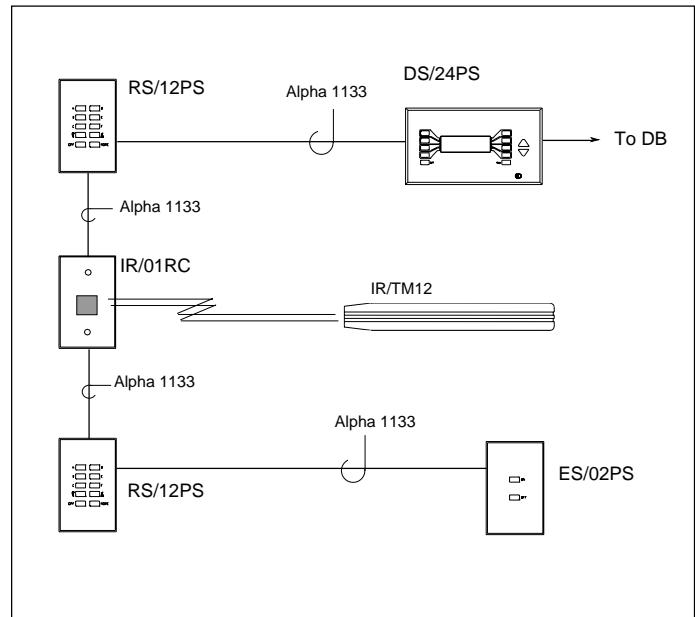 RS/12PS
Alpha 1133
DS/24PS
To DB
Alpha 1133
IR/01RC
IR/TM12
Alpha 1133
Alpha 1133
RS/12PS
ES/02PS